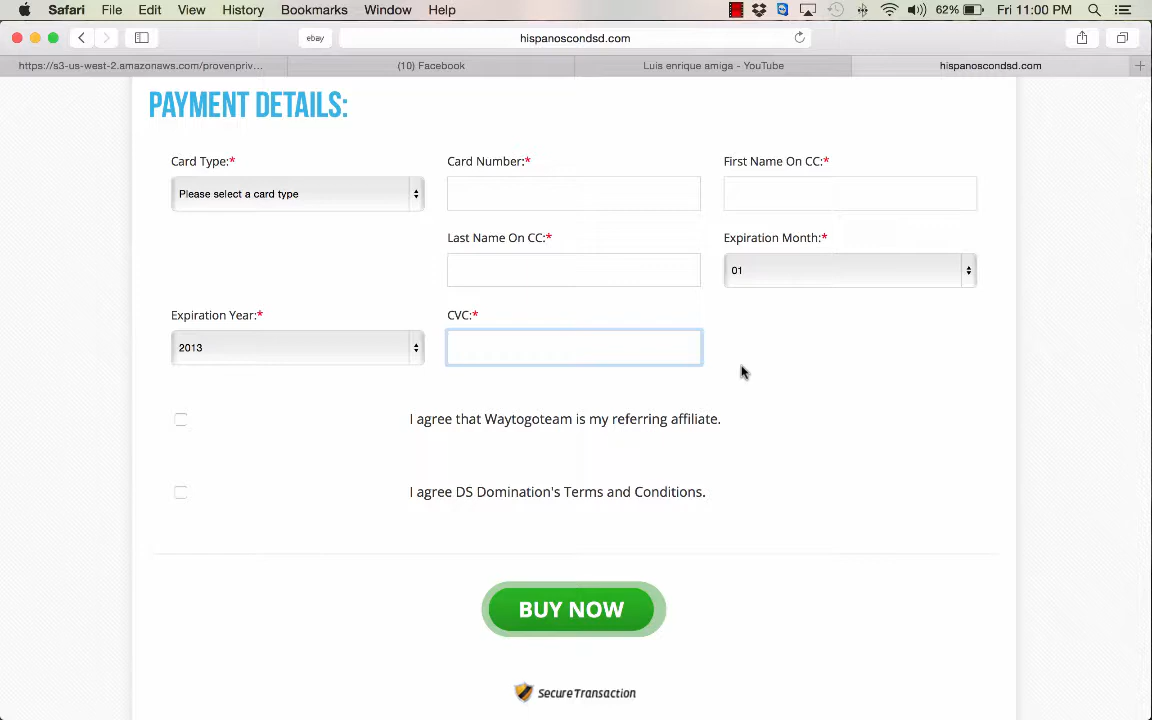 Safari File Edit View History Bookmarks Window Help 62% Fri 11:00 PM
ebay hispanoscondsd.com
https://s3-us-west-2.amazonaws.com/provenpriv... (10) Facebook Luis enrique amiga - YouTube hispanoscondsd.com
PAYMENT DETAILS:
Card Type:* Card Number:* First Name On CC:*
Please select a card type
Last Name On CC:* Expiration Month:*
01
Expiration Year:* CVC:*
2013
I agree that Waytogoteam is my referring affiliate.
I agree DS Domination's Terms and Conditions.
BUY NOW
Secure Transaction